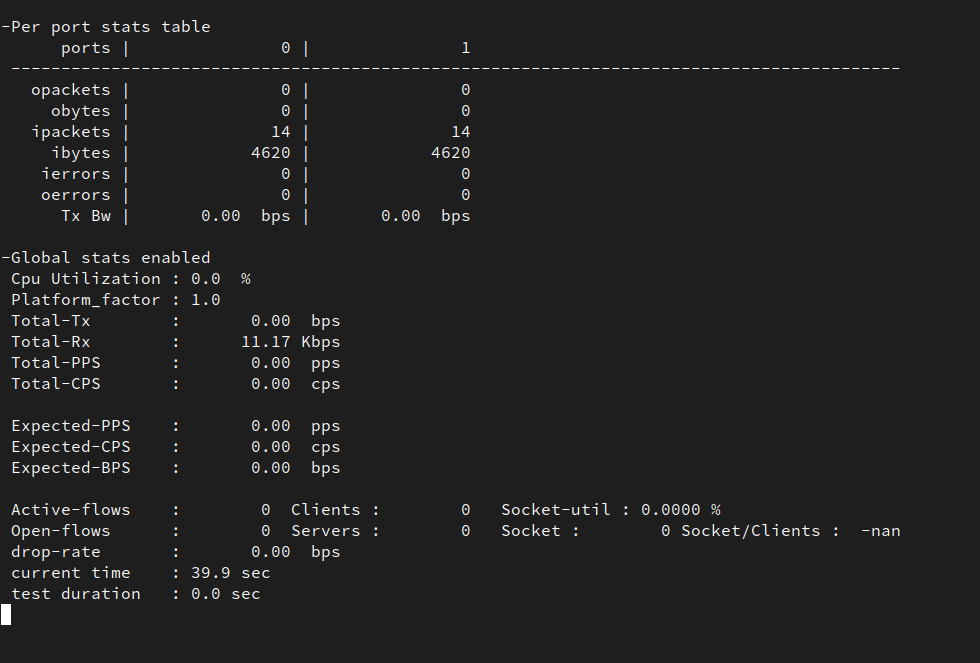 -Per port stats table
      ports |               0 |               1
 -----------------------------------------------------------------------------------------
   opackets |               0 |               0
     obytes |               0 |               0
   ipackets |              14 |              14
     ibytes |            4620 |            4620
    ierrors |               0 |               0
    oerrors |               0 |               0
      Tx Bw |       0.00  bps |       0.00  bps

-Global stats enabled
 Cpu Utilization : 0.0  %
 Platform_factor : 1.0
 Total-Tx        :       0.00  bps
 Total-Rx        :      11.17 Kbps
 Total-PPS       :       0.00  pps
 Total-CPS       :       0.00  cps

 Expected-PPS    :       0.00  pps
 Expected-CPS    :       0.00  cps
 Expected-BPS    :       0.00  bps

 Active-flows    :        0  Clients :        0   Socket-util : 0.0000 %
 Open-flows      :        0  Servers :        0   Socket :        0 Socket/Clients :  -nan
 drop-rate       :       0.00  bps
 current time    : 39.9 sec
 test duration   : 0.0 sec